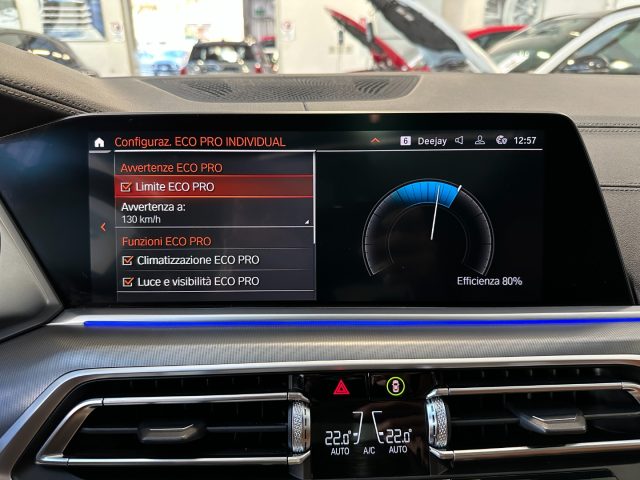 Configuraz. ECO PRO INDIVIDUAL
6 Deejay 12:57
Avvertenze ECO PRO
Limite ECO PRO
Avvertenza a:
130 km/h
Funzioni ECO PRO
Climatizzazione ECO PRO
Luce e visibilità ECO PRO
Efficienza 80%
22.0° 22.0°
AUTO A/C AUTO